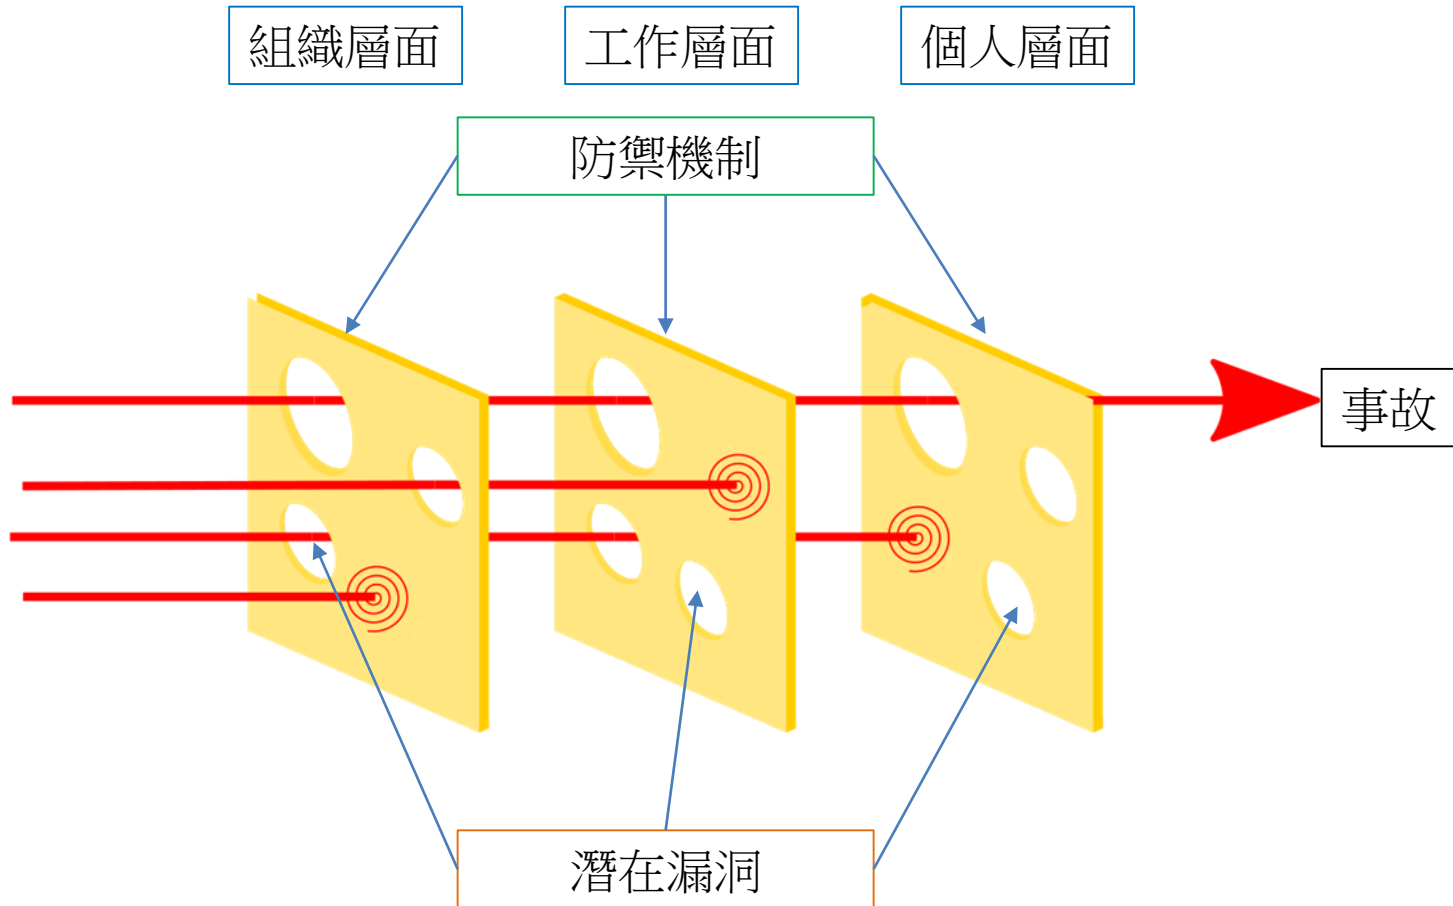 組織層面
工作層面
個人層面
防禦機制
事故
潛在漏洞